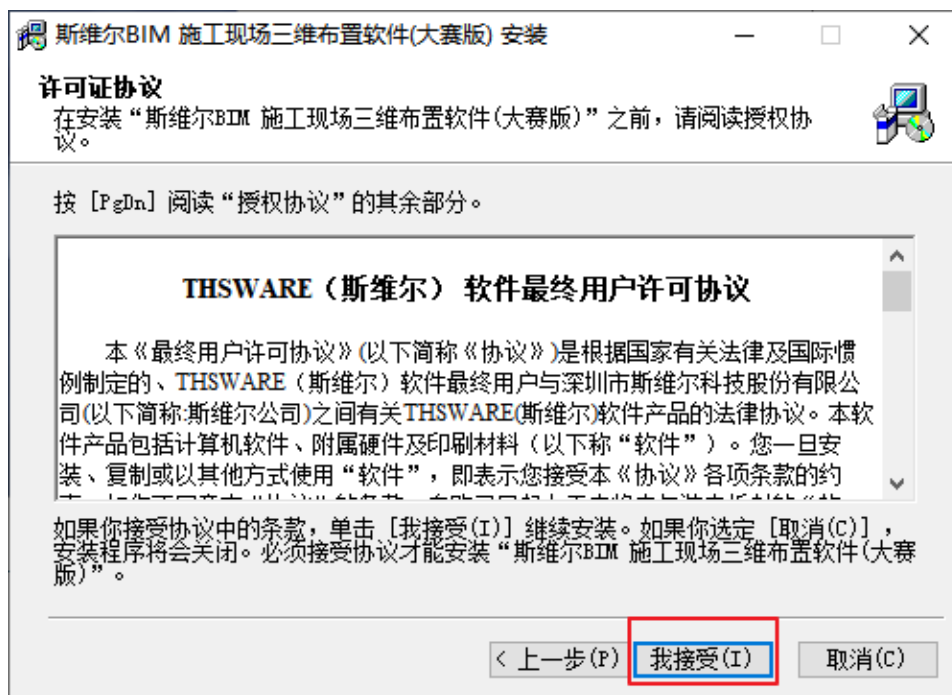 斯维尔BIM 施工现场三维布置软件(大赛版) 安装
许可证协议
在安装“斯维尔BIM 施工现场三维布置软件(大赛版)”之前，请阅读授权协
议。
按 [PgDn] 阅读“授权协议”的其余部分。
THSWARE（斯维尔） 软件最终用户许可协议
本《最终用户许可协议》(以下简称《协议》)是根据国家有关法律及国际惯
例制定的、THSWARE（斯维尔）软件最终用户与深圳市斯维尔科技股份有限公
司(以下简称:斯维尔公司)之间有关THSWARE(斯维尔)软件产品的法律协议。本软
件产品包括计算机软件、附属硬件及印刷材料（以下称“软件”）。您一旦安
装、复制或以其他方式使用“软件”，即表示您接受本《协议》各项条款的约
如果你接受协议中的条款，单击 [我接受(I)] 继续安装。如果你选定 [取消(C)] ，
安装程序将会关闭。必须接受协议才能安装“斯维尔BIM 施工现场三维布置软件(大赛
版)”。
< 上一步(P) 我接受(I) 取消(C)